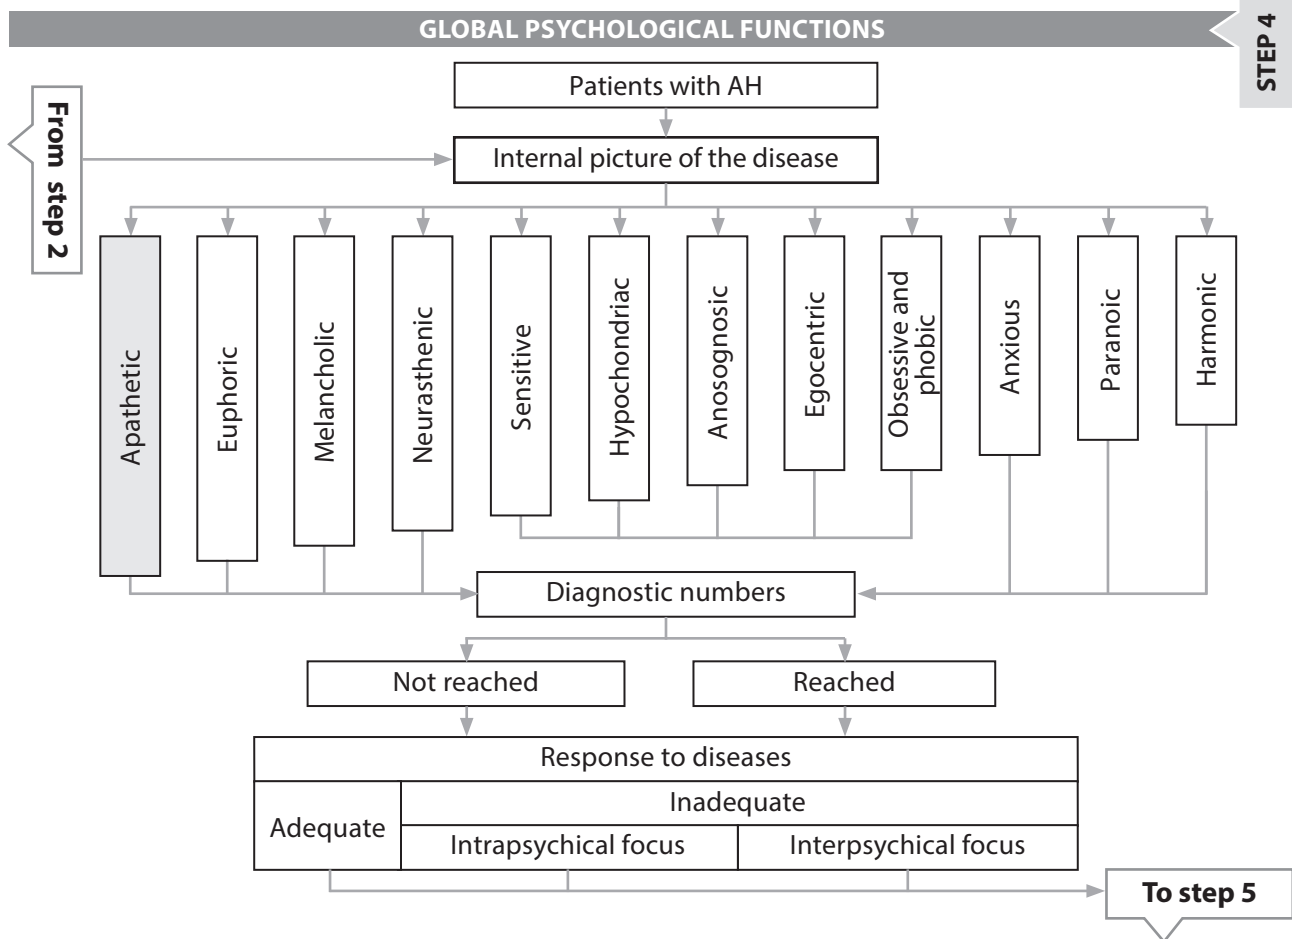 GLOBAL PSYCHOLOGICAL FUNCTIONS
STEP 4
Patients with AH
From step 2
Internal picture of the disease
Apathetic
Euphoric
Melancholic
Neurasthenic
Sensitive
Hypochondriac
Anosognosic
Egocentric
Obsessive and
phobic
Anxious
Paranoic
Harmonic
Diagnostic numbers
Not reached
Reached
Response to diseases
Adequate
Inadequate
Intrapsychical focus
Interpsychical focus
To step 5